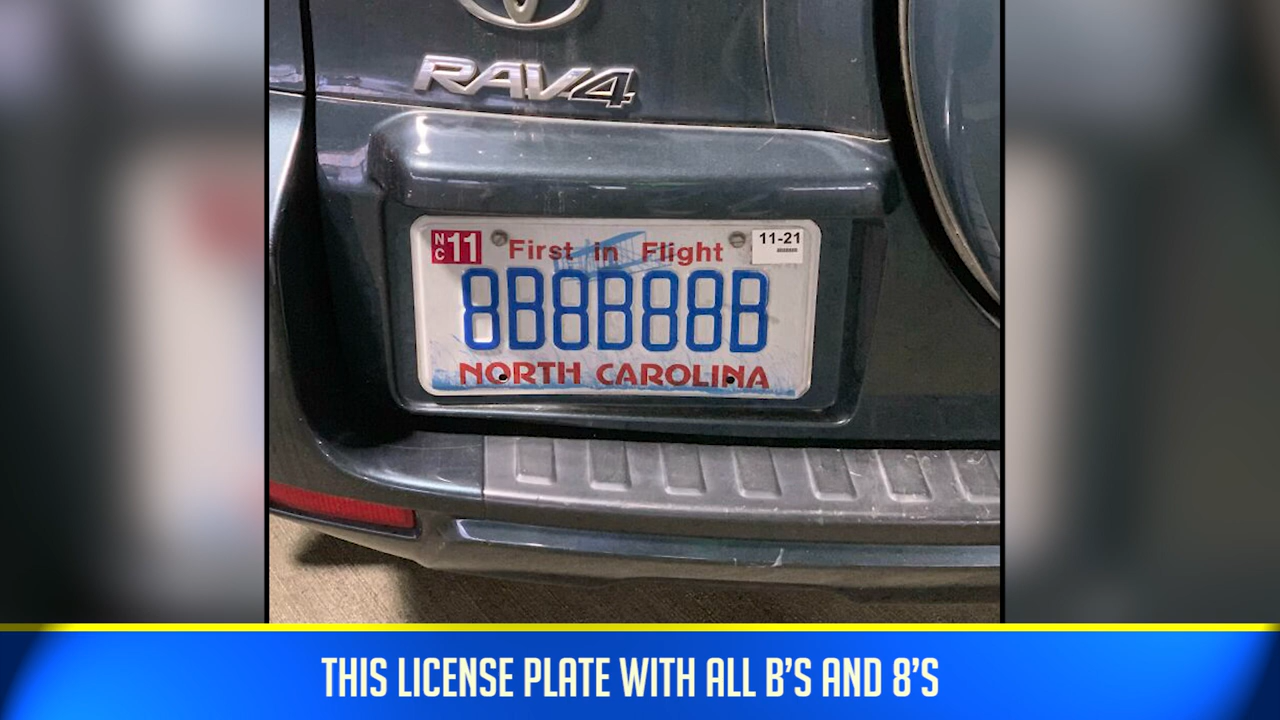 RAV4
NC 11
First in Flight
11-21
8B8B88B
NORTH CAROLINA
THIS LICENSE PLATE WITH ALL B'S AND 8'S